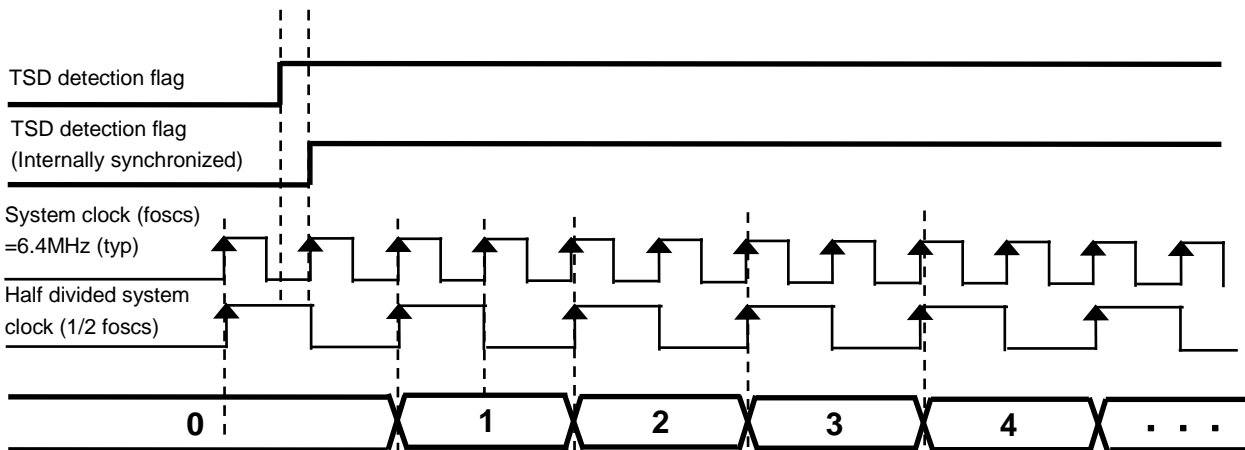 TSD detection flag
TSD detection flag
(Internally synchronized)
System clock (foscs)
=6.4MHz (typ)
Half divided system
clock (1/2 foscs)
0 1 2 3 4 . . .